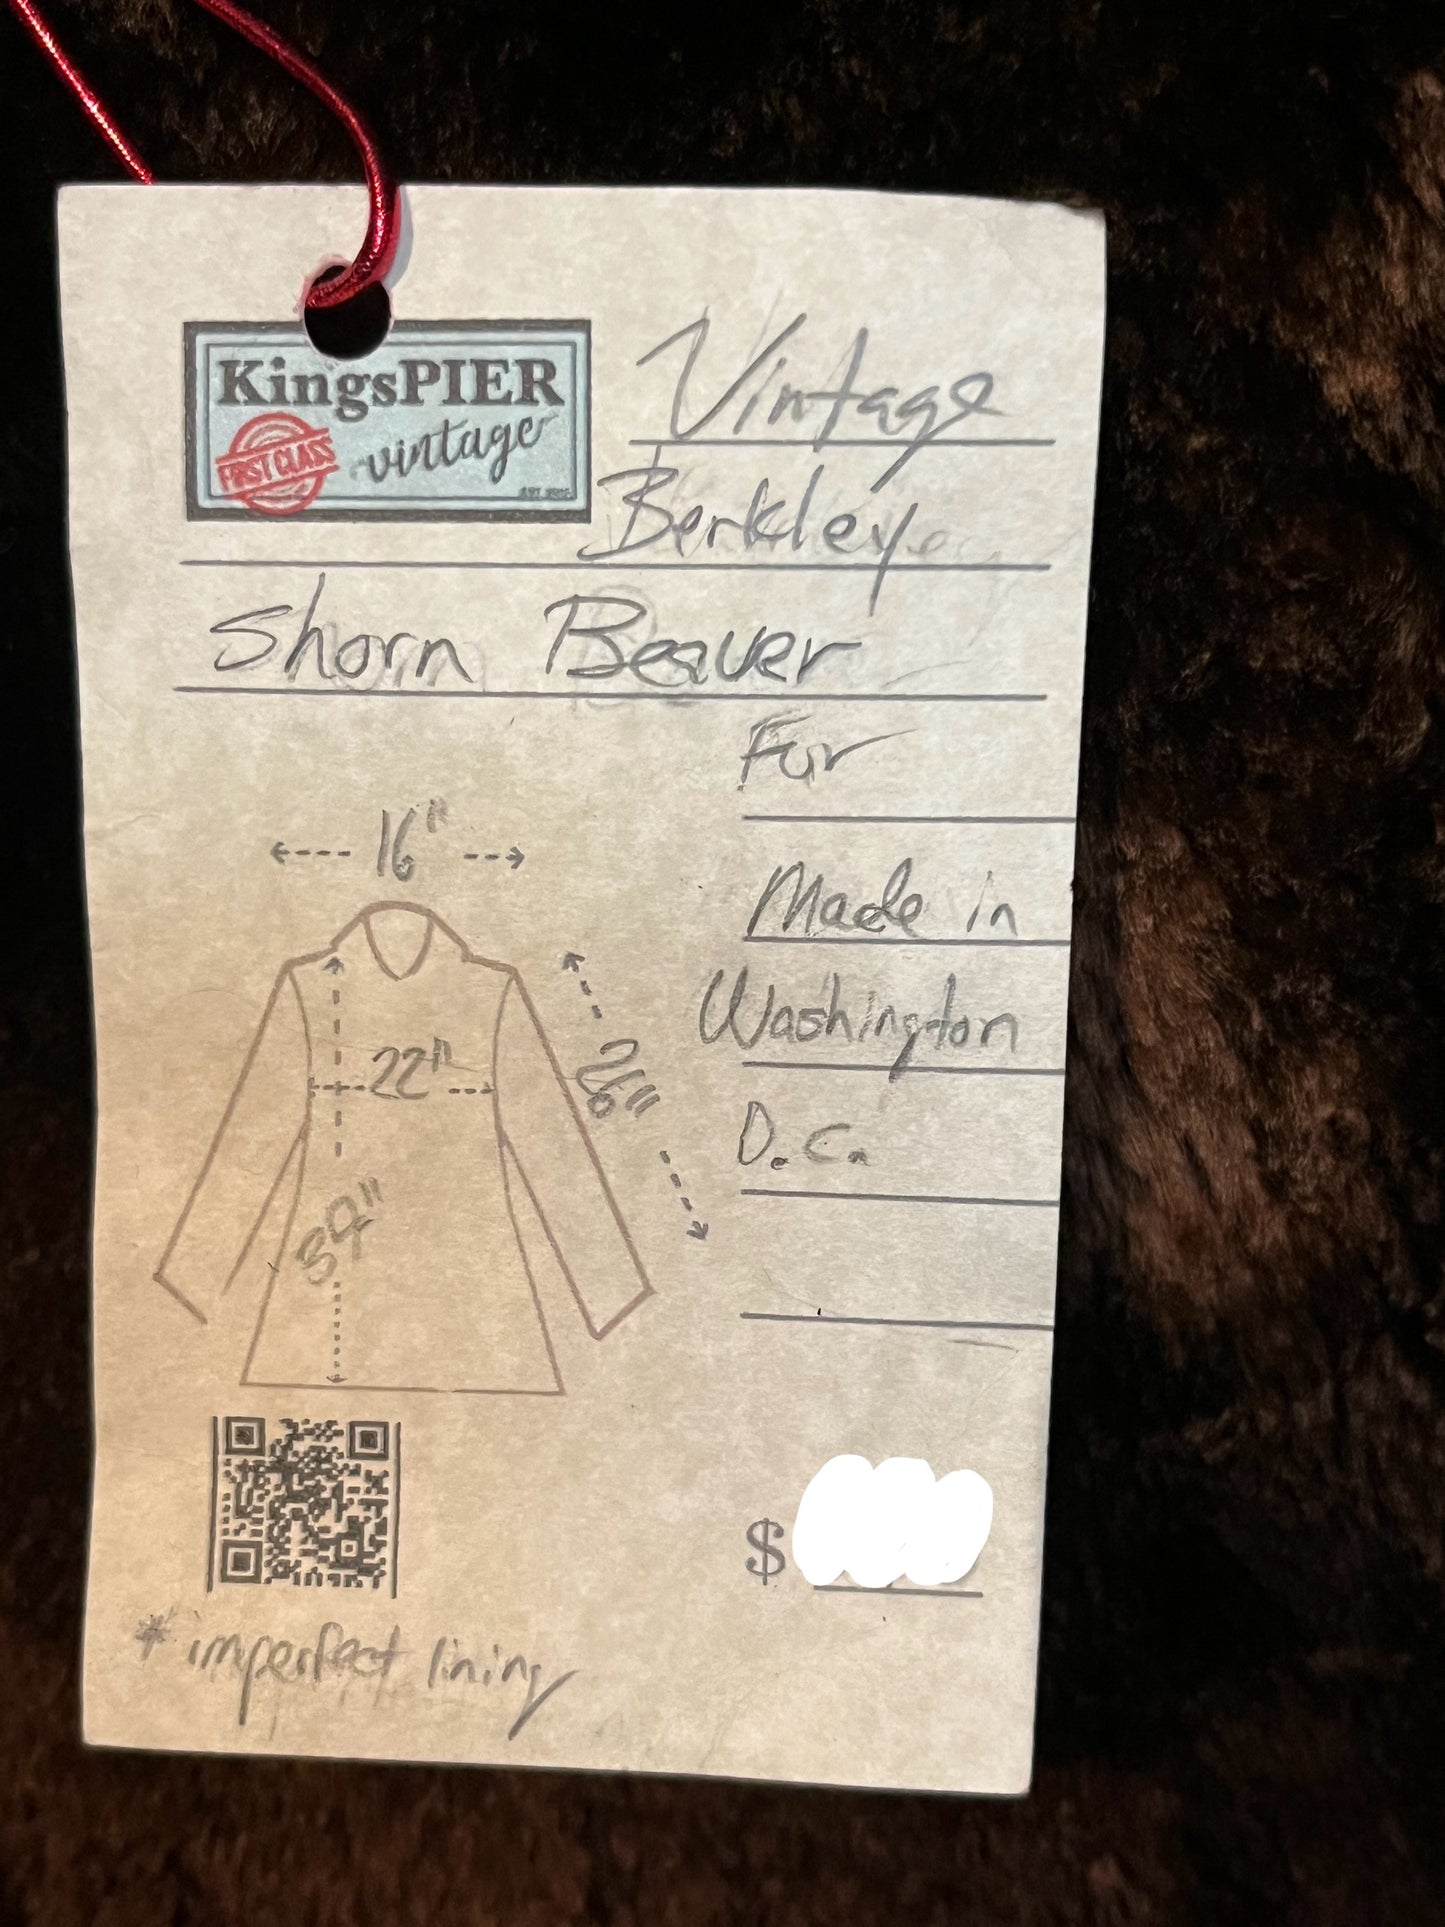 KingsPIER
vintage
FIRST CLASS
Vintage
Berkley
Shorn Beaver
Fur
Made in
Washington
D.C.
16"
22"
26"
39"
$
* imperfect lining